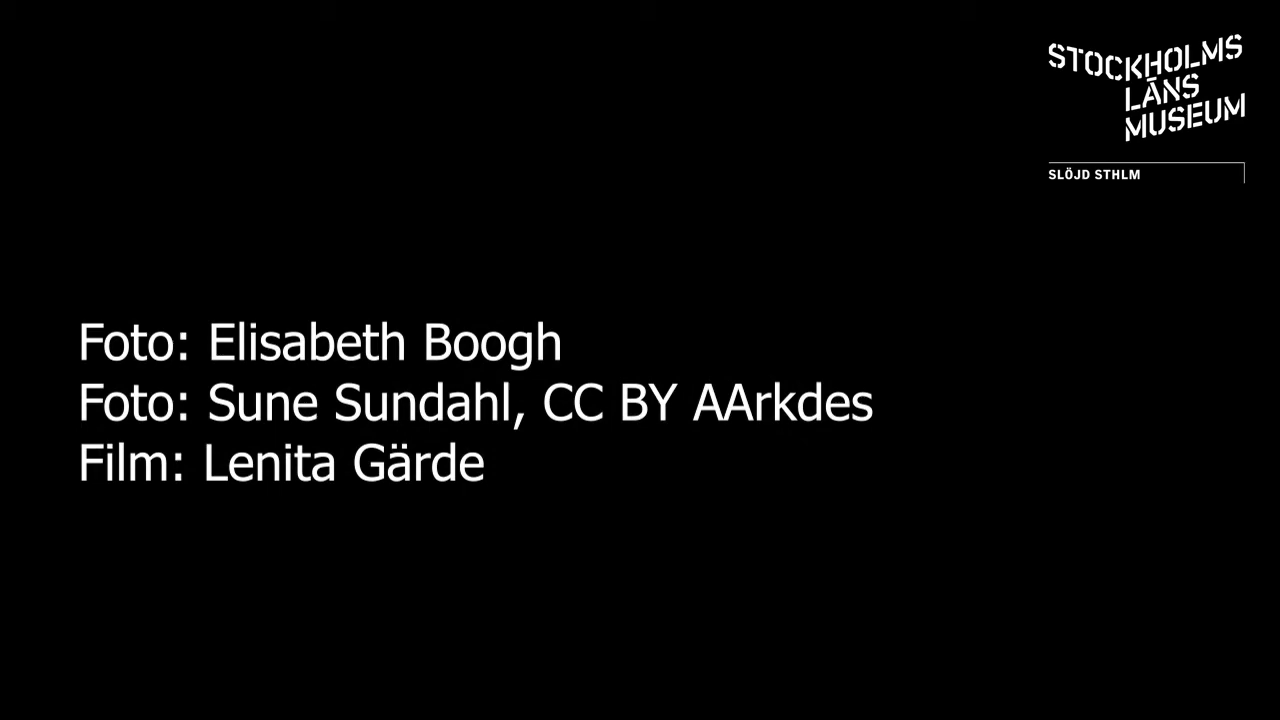 STOCKHOLMS
LÄNS
MUSEUM
SLÖJD STHLM
Foto: Elisabeth Boogh
Foto: Sune Sundahl, CC BY AArkdes
Film: Lenita Gärde